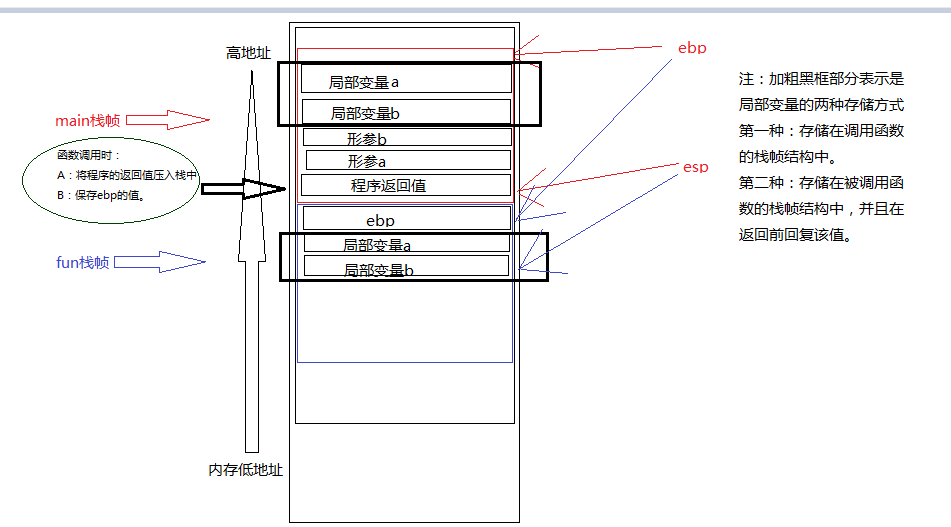 高地址
ebp
局部变量a
局部变量b
main栈帧
形参b
形参a
程序返回值
esp
函数调用时：
A：将程序的返回值压入栈中
B：保存ebp的值。
ebp
局部变量a
局部变量b
fun栈帧
内存低地址
注：加粗黑框部分表示是
局部变量的两种存储方式
第一种：存储在调用函数
的栈帧结构中。
第二种：存储在被调用函
数的栈帧结构中，并且在
返回前回复该值。